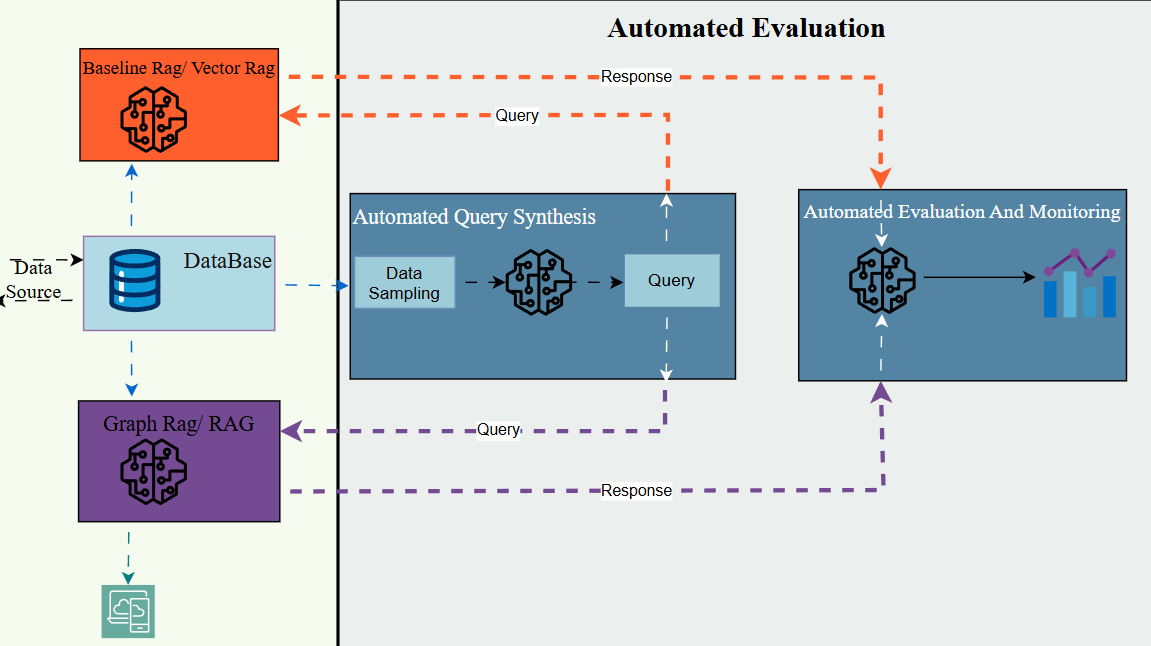 Automated Evaluation
Baseline Rag/ Vector Rag
Response
Query
Automated Query Synthesis
Automated Evaluation And Monitoring
Data
Source
DataBase
Data
Sampling
Query
Graph Rag/ RAG
Query
Response